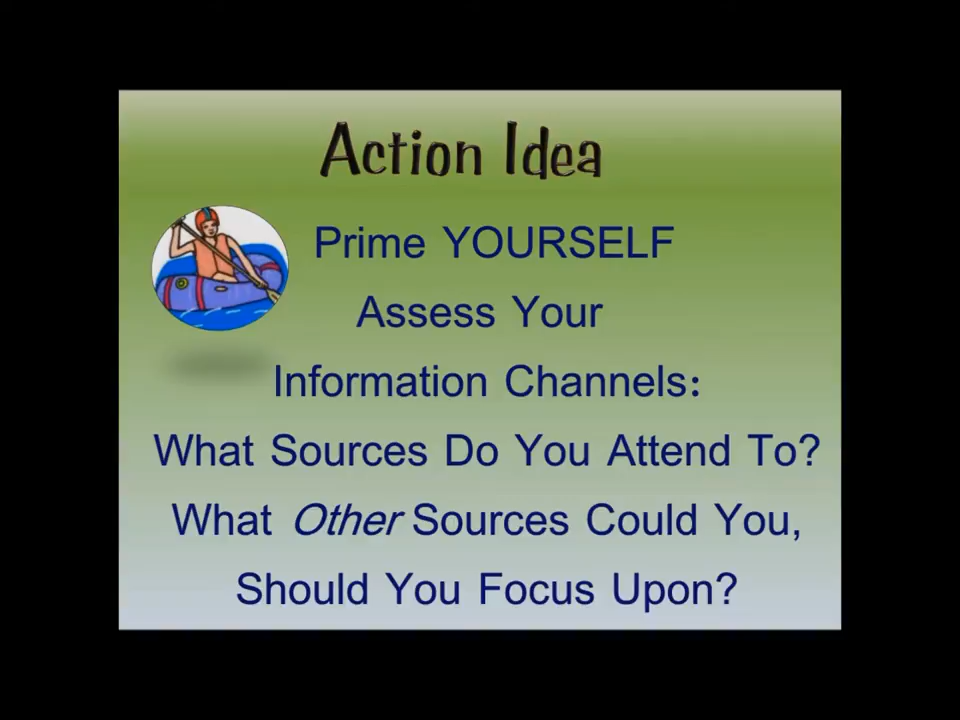 Action Idea
Prime YOURSELF
Assess Your
Information Channels:
What Sources Do You Attend To?
What Other Sources Could You,
Should You Focus Upon?